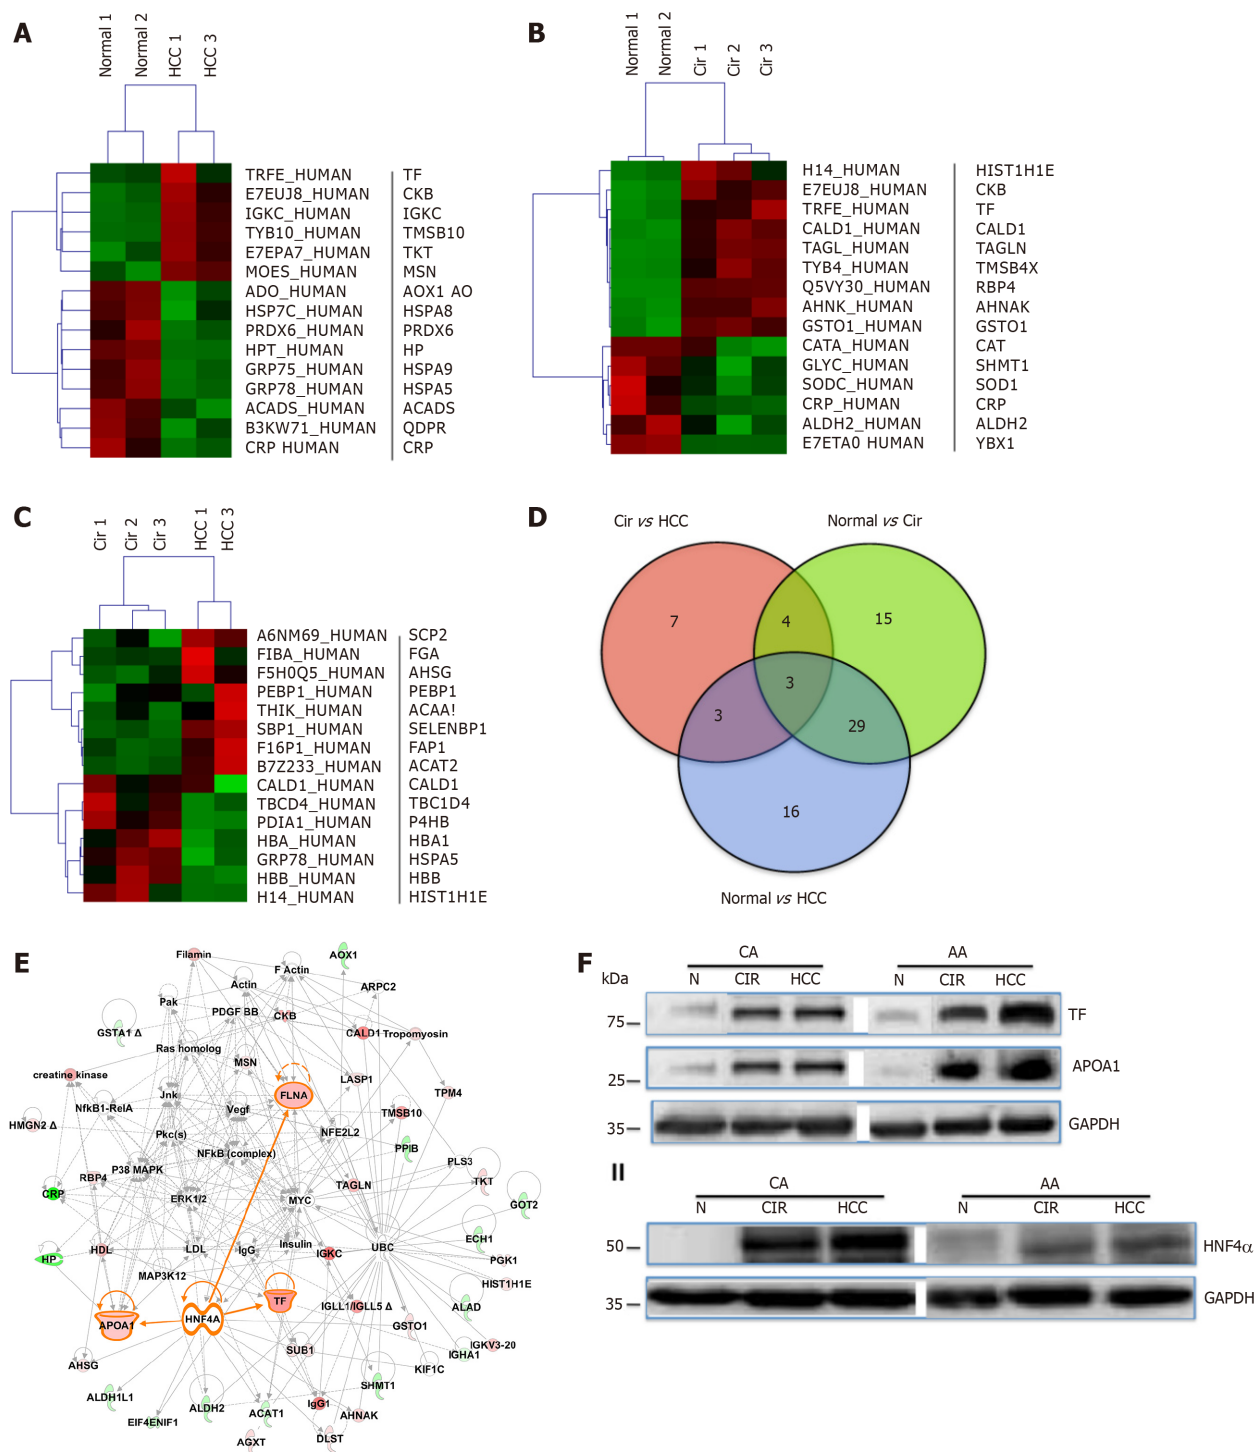 A
Normal 1
Normal 2
HCC 1
HCC 3
TRFE_HUMAN TF
E7EUJ8_HUMAN CKB
IGKC_HUMAN IGKC
TYB10_HUMAN TMSB10
E7EPA7_HUMAN TKT
MOES_HUMAN MSN
ADO_HUMAN AOX1 AO
HSP7C_HUMAN HSPA8
PRDX6_HUMAN PRDX6
HPT_HUMAN HP
GRP75_HUMAN HSPA9
GRP78_HUMAN HSPA5
ACADS_HUMAN ACADS
B3KW71_HUMAN QDPR
CRP HUMAN CRP
B
Normal 1
Normal 2
Cir 1
Cir 2
Cir 3
H14_HUMAN HIST1H1E
E7EUJ8_HUMAN CKB
TRFE_HUMAN TF
CALD1_HUMAN CALD1
TAGL_HUMAN TAGLN
TYB4_HUMAN TMSB4X
Q5VY30_HUMAN RBP4
AHNK_HUMAN AHNAK
GSTO1_HUMAN GSTO1
CATA_HUMAN CAT
GLYC_HUMAN SHMT1
SODC_HUMAN SOD1
CRP_HUMAN CRP
ALDH2_HUMAN ALDH2
E7ETA0 HUMAN YBX1
C
Cir 1
Cir 2
Cir 3
HCC 1
HCC 3
A6NM69_HUMAN SCP2
FIBA_HUMAN FGA
F5H0Q5_HUMAN AHSG
PEBP1_HUMAN PEBP1
THIK_HUMAN ACAA!
SBP1_HUMAN SELENBP1
F16P1_HUMAN FAP1
B7Z233_HUMAN ACAT2
CALD1_HUMAN CALD1
TBCD4_HUMAN TBC1D4
PDIA1_HUMAN P4HB
HBA_HUMAN HBA1
GRP78_HUMAN HSPA5
HBB_HUMAN HBB
H14_HUMAN HIST1H1E
D
Cir vs HCC
Normal vs Cir
7
4
15
3
3
29
16
Normal vs HCC
E
Filamin
AOX1
F Actin
Actin
ARPC2
Pak
PDGF BB
CKB
GSTA1 Δ
CALD1
Tropomyosin
Ras homolog
MSN
creatine kinase
LASP1
Jnk
FLNA
TPM4
NfkB1-RelA
Vegf
TMSB10
HMGN2 Δ
Pkc(s)
NFE2L2
PPIB
NFkB (complex)
PLS3
P38 MAPK
RBP4
TAGLN
TKT
CRP
ERK1/2
MYC
GOT2
ECH1
HP
HDL
LDL
IgG
Insulin
IGKC
UBC
PGK1
MAP3K12
HIST1H1E
TF
IGLL1/IGLL5 Δ
ALAD
APOA1
HNF4A
GSTO1
SUB1
IGKV3-20
IGHA1
AHSG
KIF1C
SHMT1
ALDH1L1
ALDH2
ACAT1
IgG1
AHNAK
EIF4ENIF1
AGXT
DLST
F
CA AA
kDa N CIR HCC N CIR HCC
75 TF
25 APOA1
35 GAPDH
II
CA AA
N CIR HCC N CIR HCC
50 HNF4α
35 GAPDH